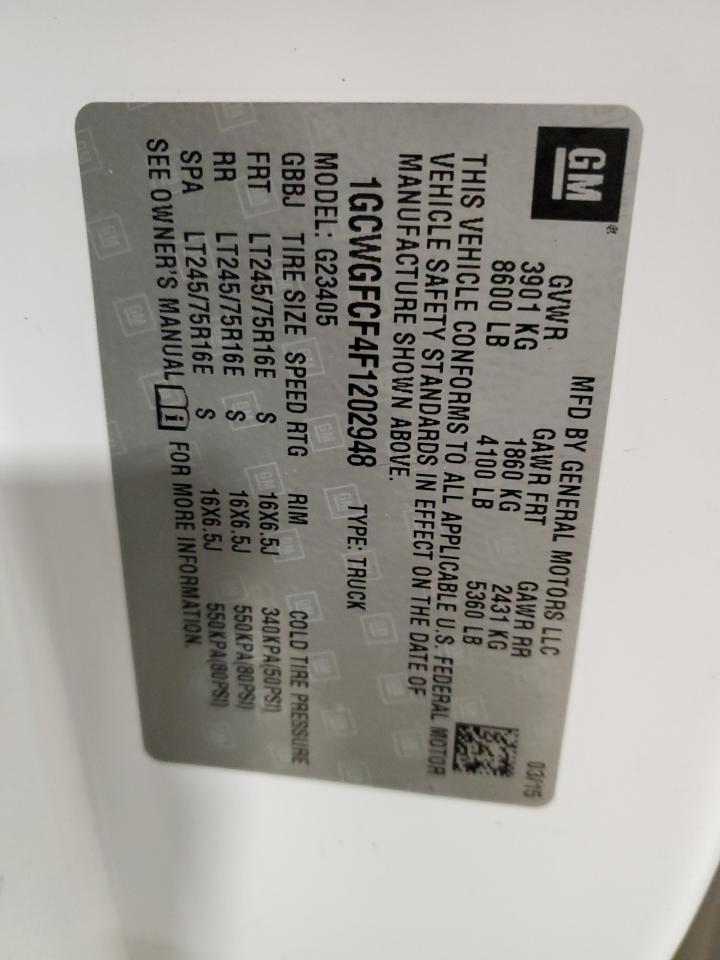 GM
®
MFD BY GENERAL MOTORS LLC
03/15
GVWR GAWR FRT GAWR RR
3901 KG 1860 KG 2431 KG
8600 LB 4100 LB 5360 LB
THIS VEHICLE CONFORMS TO ALL APPLICABLE U.S. FEDERAL MOTOR
VEHICLE SAFETY STANDARDS IN EFFECT ON THE DATE OF
MANUFACTURE SHOWN ABOVE.
1GCWGFCF4F1202948 TYPE: TRUCK
MODEL: G23405
GBBJ TIRE SIZE SPEED RTG RIM COLD TIRE PRESSURE
FRT LT245/75R16E S 16X6.5J 340KPA(50PSI)
RR LT245/75R16E S 16X6.5J 550KPA(80PSI)
SPA LT245/75R16E S 16X6.5J 550KPA(80PSI)
SEE OWNER'S MANUAL i FOR MORE INFORMATION.